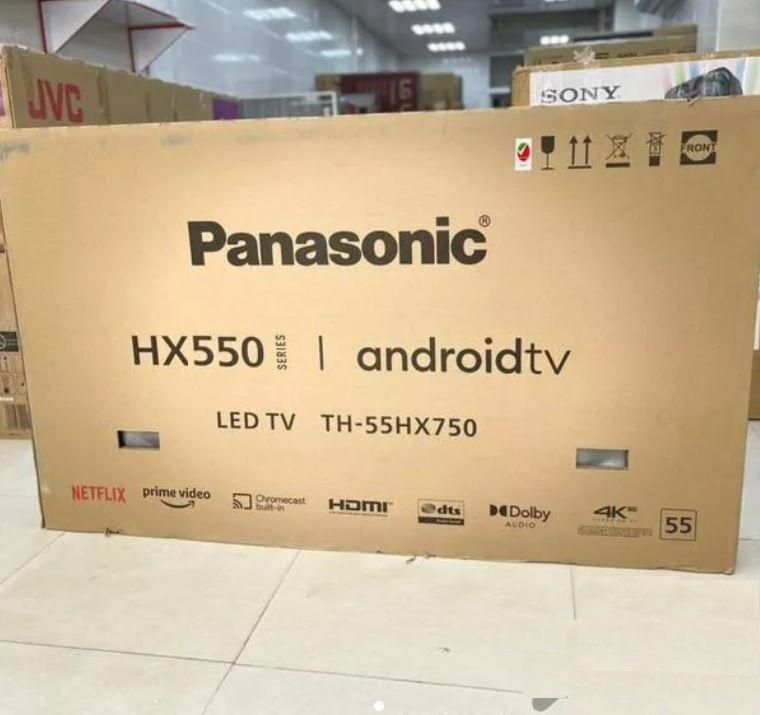 JVC
SONY
FRONT
Panasonic®
HX550 SERIES | androidtv
LED TV TH-55HX750
NETFLIX
prime video
Chromecast
built-in
HDMI
dts
Dolby
AUDIO
4K
55